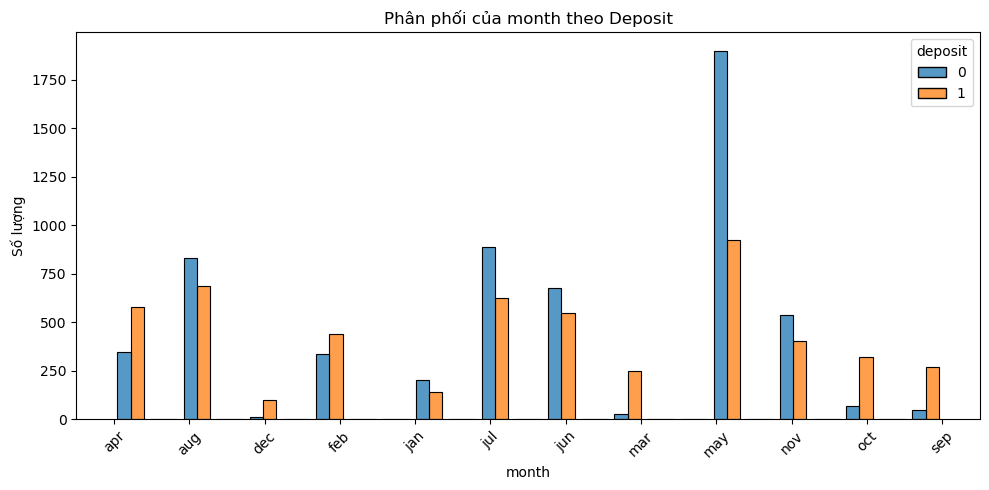 Phân phối của month theo Deposit
deposit
0
1
1750
1500
1250
1000
750
500
250
0
Số lượng
apr
aug
dec
feb
jan
jul
jun
mar
may
nov
oct
sep
month